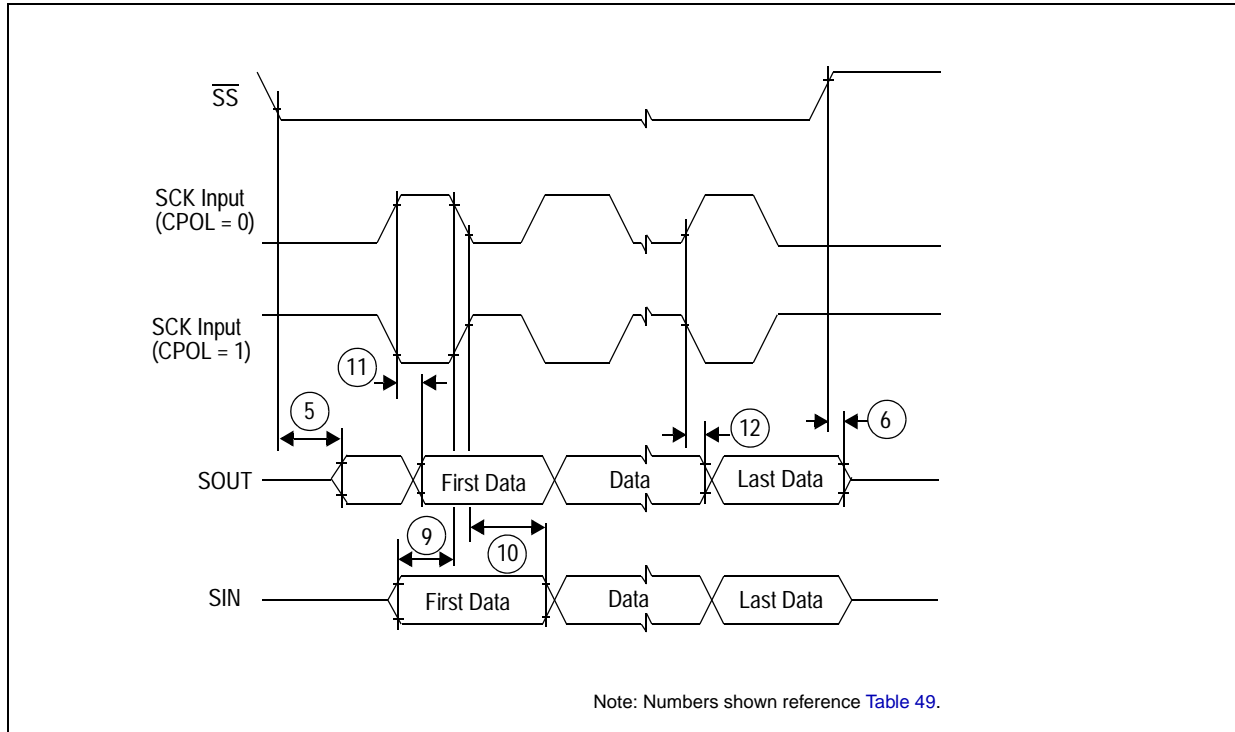 SS
SCK Input
(CPOL = 0)
SCK Input
(CPOL = 1)
11
5
12
6
SOUT
First Data
Data
Last Data
9
10
SIN
First Data
Data
Last Data
Note: Numbers shown reference Table 49.